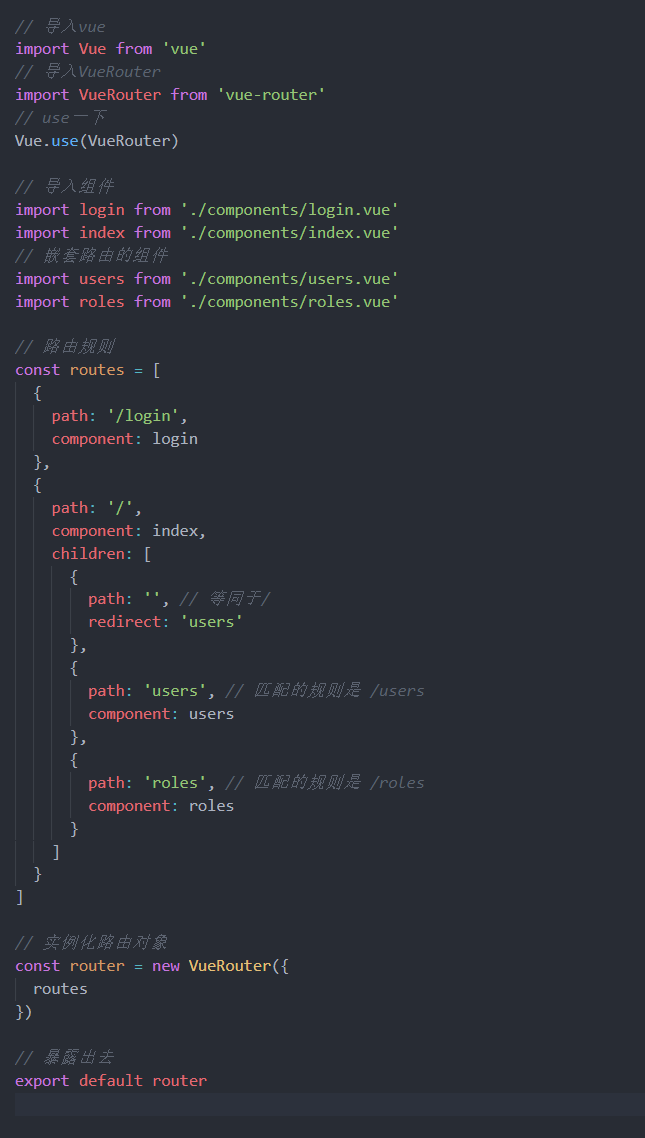 // 导入vue
import Vue from 'vue'
// 导入VueRouter
import VueRouter from 'vue-router'
// use一下
Vue.use(VueRouter)
// 导入组件
import login from './components/login.vue'
import index from './components/index.vue'
// 嵌套路由的组件
import users from './components/users.vue'
import roles from './components/roles.vue'
// 路由规则
const routes = [
  {
    path: '/login',
    component: login
  },
  {
    path: '/',
    component: index,
    children: [
      {
        path: '', // 等同于/
        redirect: 'users'
      },
      {
        path: 'users', // 匹配的规则是 /users
        component: users
      },
      {
        path: 'roles', // 匹配的规则是 /roles
        component: roles
      }
    ]
  }
]
// 实例化路由对象
const router = new VueRouter({
  routes
})
// 暴露出去
export default router